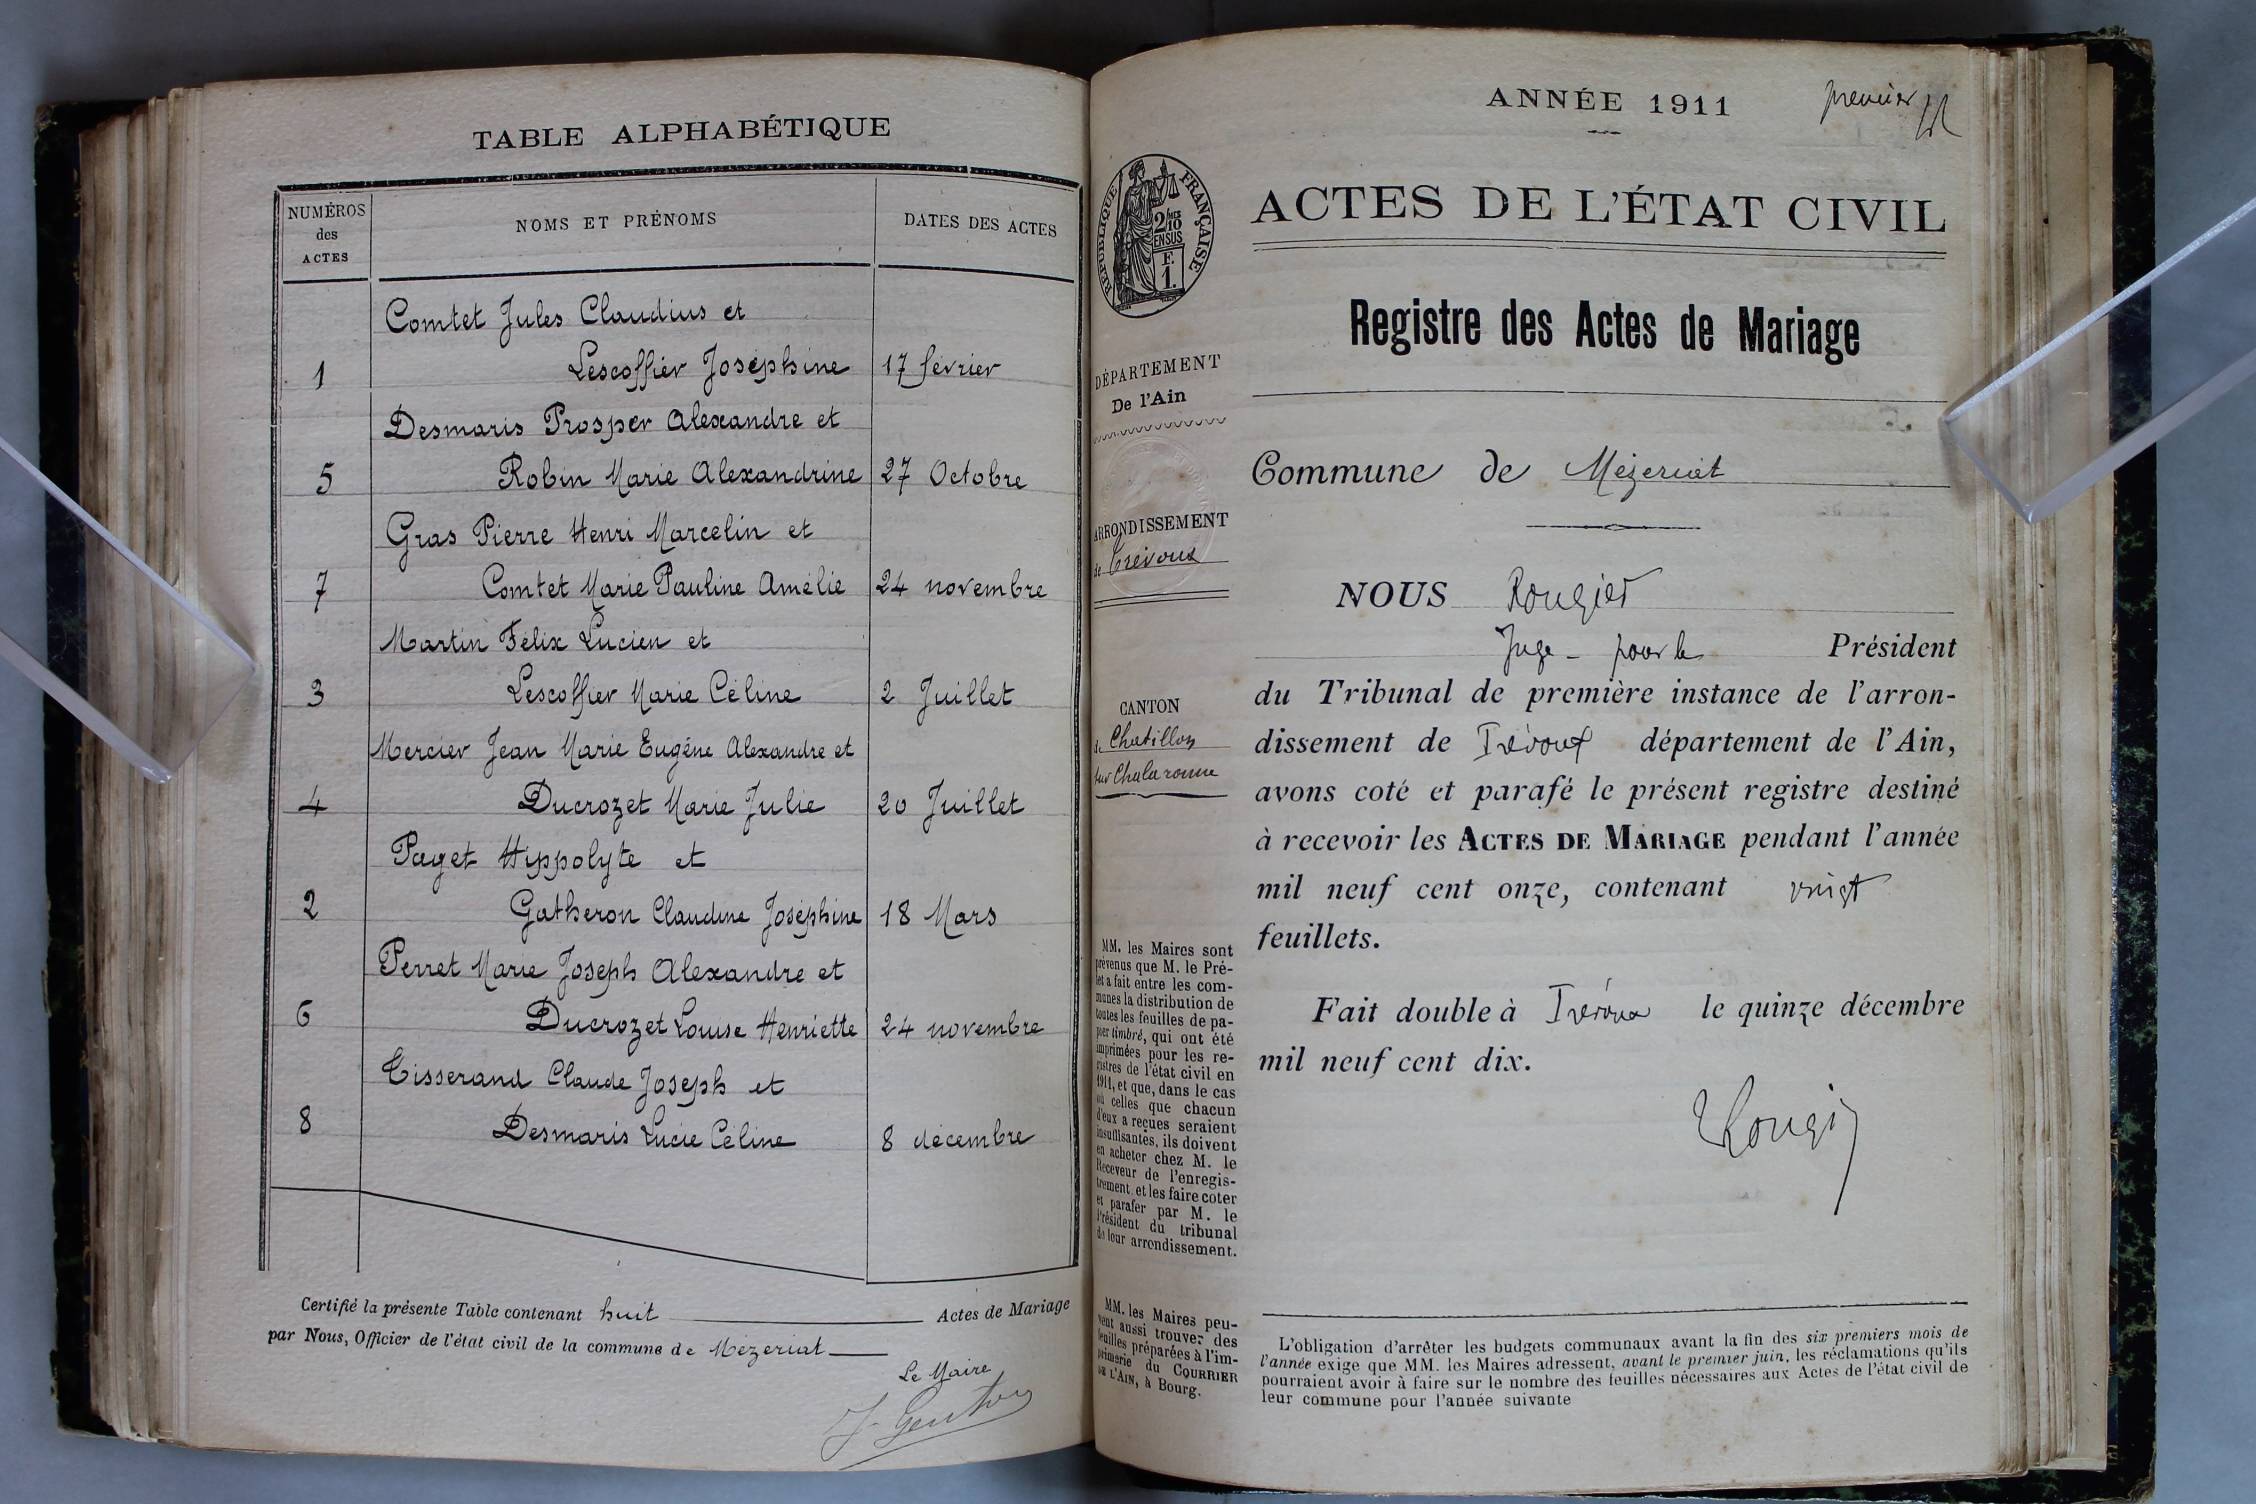 TABLE ALPHABÉTIQUE
NUMÉROS
des
ACTES
NOMS ET PRÉNOMS
DATES DES ACTES
Comtet Jules Claudius et
1 Lescoffier Joséphine 17 février
Desmaris Prosper Alexandre et
5 Robin Marie Alexandrine 27 Octobre
Gras Pierre Henri Marcelin et
7 Comtet Marie Pauline Amélie 24 novembre
Martin Félix Lucien et
3 Lescoffier Marie Céline 2 Juillet
Mercier Jean Marie Eugène Alexandre et
4 Ducrozet Marie Julie 20 Juillet
Paget Hippolyte et
2 Gatheron Claudine Joséphine 18 Mars
Perret Marie Joseph Alexandre et
6 Ducrozet Louise Henriette 24 novembre
Tisserand Claude Joseph et
8 Desmaris Lucie Céline 8 décembre
Certifié la présente Table contenant huit Actes de Mariage
par Nous, Officier de l'état civil de la commune de Mézériat
Le Maire
ANNÉE 1911
premier
RÉPUBLIQUE FRANÇAISE
2/10
EN SUS
F.
1.
ACTES DE L'ÉTAT CIVIL
Registre des Actes de Mariage
DÉPARTEMENT
De l'Ain
ARRONDISSEMENT
de Trévoux
CANTON
de Chatillon
sur Chalaronne
Commune de Mézériat
NOUS Rougier
Juge pour le Président
du Tribunal de première instance de l'arron-
dissement de Trévoux département de l'Ain,
avons coté et parafé le présent registre destiné
à recevoir les ACTES DE MARIAGE pendant l'année
mil neuf cent onze, contenant vingt
feuillets.
Fait double à Trévoux le quinze décembre
mil neuf cent dix.
Rougier
MM. les Maires sont
prévenus que M. le Pré-
fet a fait entre les com-
munes la distribution de
toutes les feuilles de pa-
pier timbré, qui ont été
imprimées pour les re-
gistres de l'état civil en
1911, et que, dans le cas
où celles que chacun
d'eux a reçues seraient
insuffisantes, ils doivent
en acheter chez M. le
Receveur de l'enregis-
trement et les faire coter
et parafer par M. le
Président du tribunal
de leur arrondissement.
MM. les Maires peu-
vent aussi trouver des
feuilles préparées à l'im-
primerie du COURRIER
DE L'AIN, à Bourg.
L'obligation d'arrêter les budgets communaux avant la fin des six premiers mois de
l'année exige que MM. les Maires adressent, avant le premier juin, les réclamations qu'ils
pourraient avoir à faire sur le nombre des feuilles nécessaires aux Actes de l'état civil de
leur commune pour l'année suivante